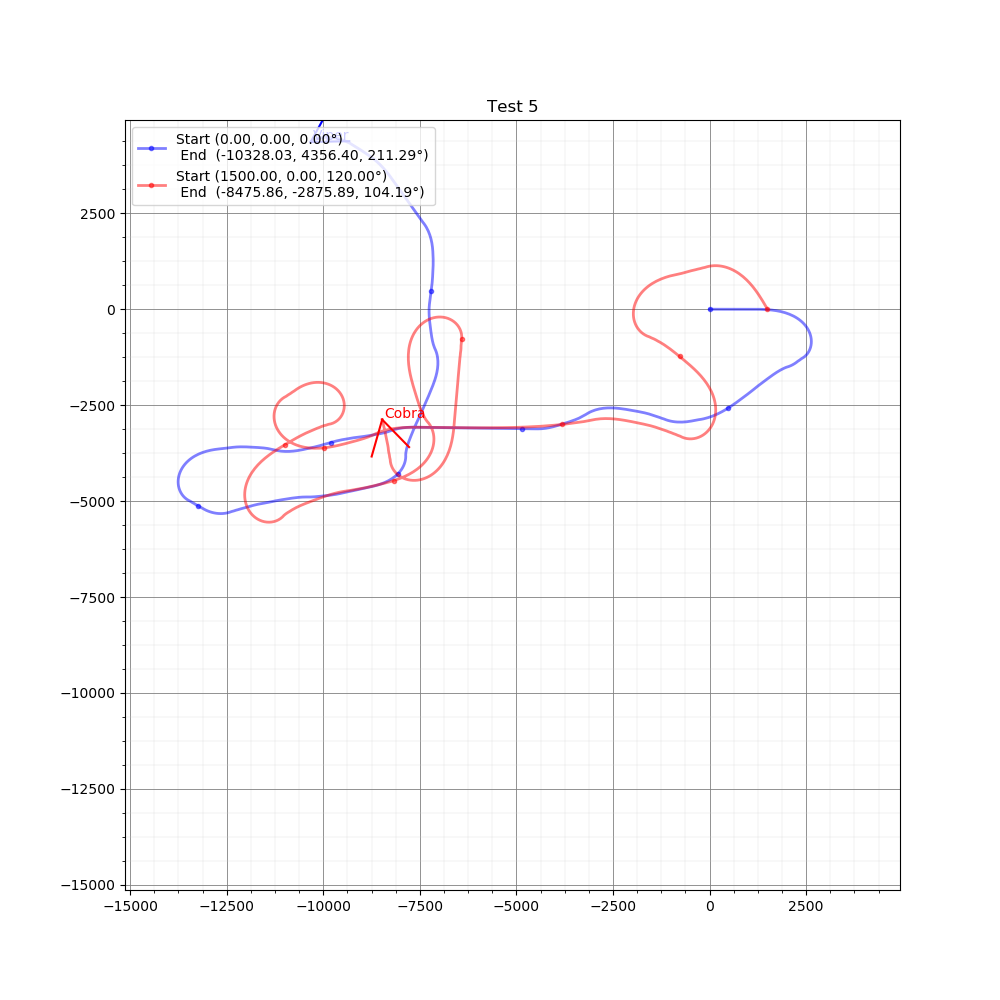 Test 5
Start (0.00, 0.00, 0.00°)
End (-10328.03, 4356.40, 211.29°)
Start (1500.00, 0.00, 120.00°)
End (-8475.86, -2875.89, 104.19°)
2500
0
−2500
Cobra
−5000
−7500
−10000
−12500
−15000
−15000 −12500 −10000 −7500 −5000 −2500 0 2500